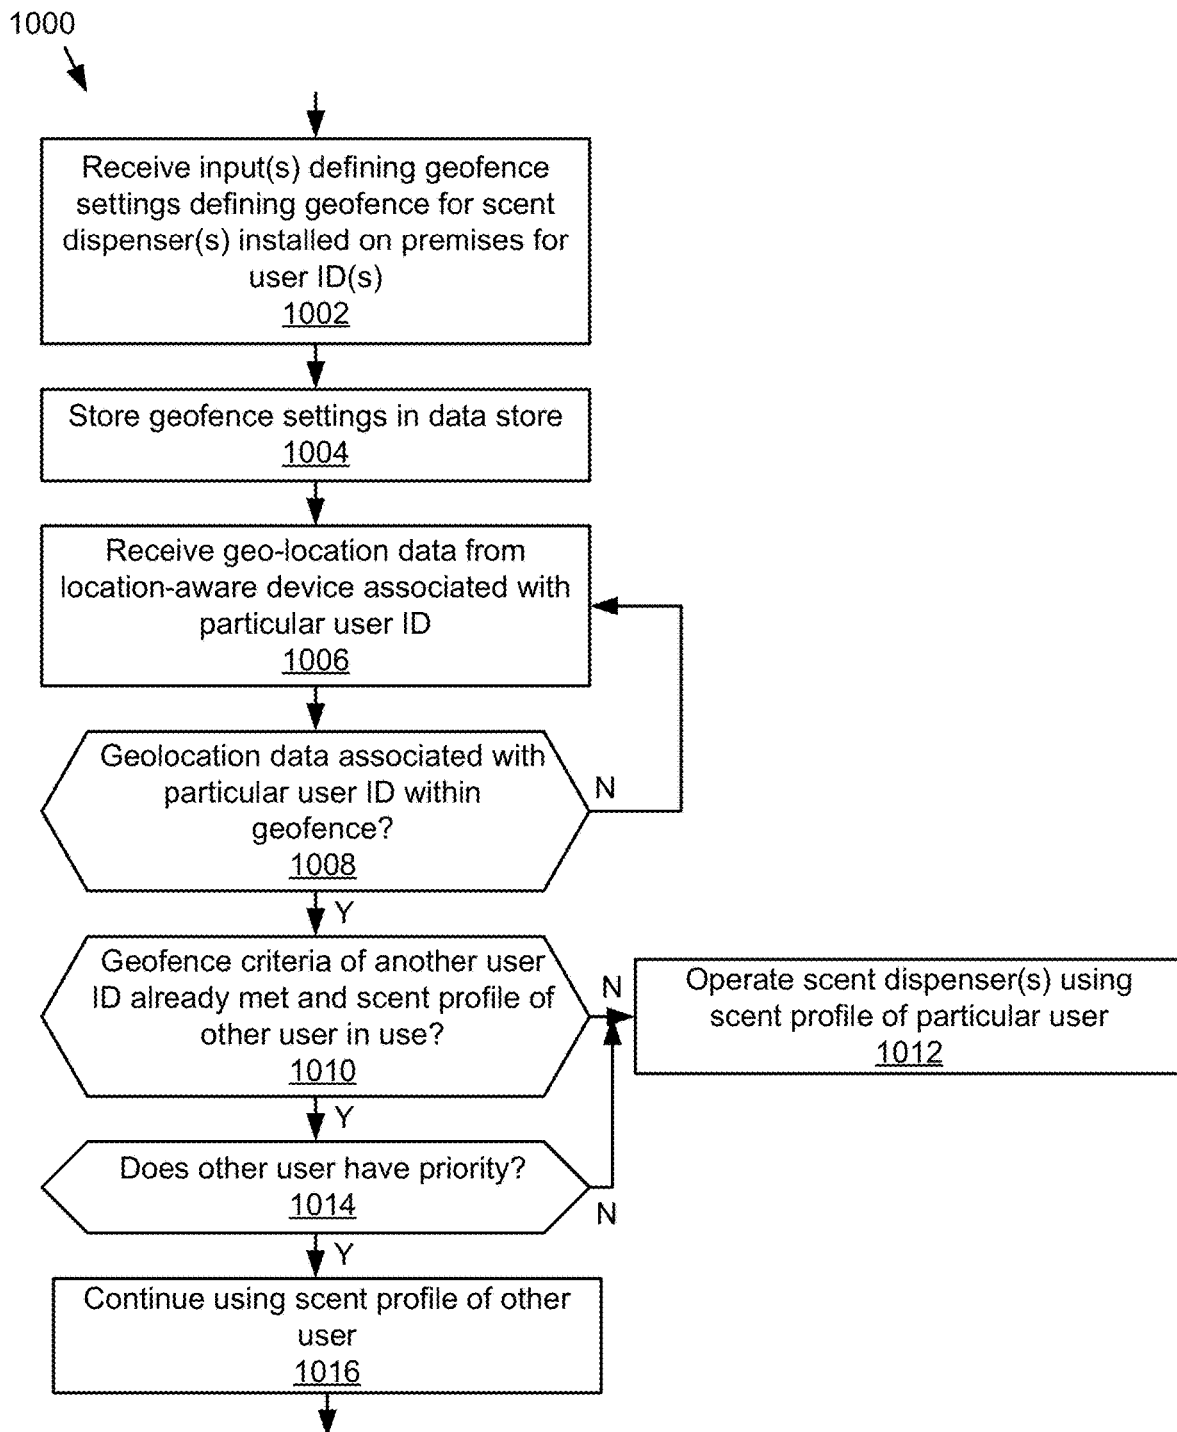 1000
Receive input(s) defining geofence
settings defining geofence for scent
dispenser(s) installed on premises for
user ID(s)
1002
Store geofence settings in data store
1004
Receive geo-location data from
location-aware device associated with
particular user ID
1006
Geolocation data associated with
particular user ID within
geofence?
1008
N
Y
Geofence criteria of another user
ID already met and scent profile of
other user in use?
1010
N
Operate scent dispenser(s) using
scent profile of particular user
1012
Y
Does other user have priority?
1014
N
Y
Continue using scent profile of other
user
1016